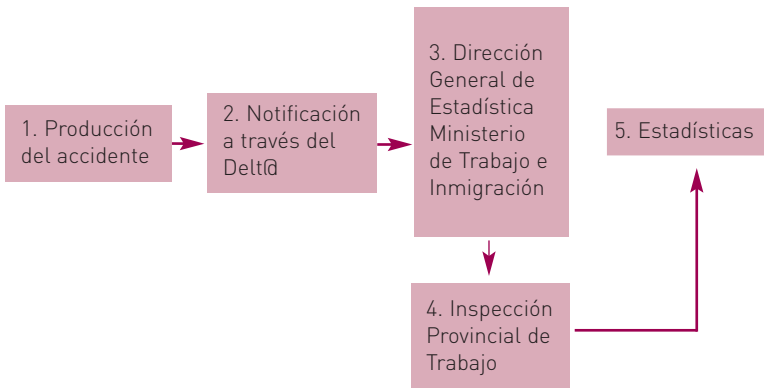 1. Producción
del accidente
2. Notificación
a través del
Delt@
3. Dirección
General de
Estadística
Ministerio
de Trabajo e
Inmigración
4. Inspección
Provincial de
Trabajo
5. Estadísticas